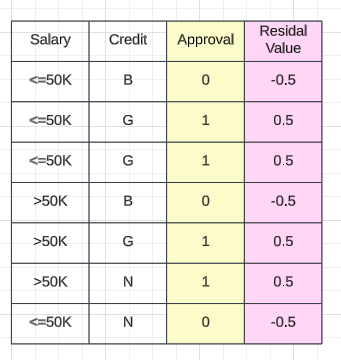 Salary Credit Approval Residal Value
<=50K B 0 -0.5
<=50K G 1 0.5
<=50K G 1 0.5
>50K B 0 -0.5
>50K G 1 0.5
>50K N 1 0.5
<=50K N 0 -0.5